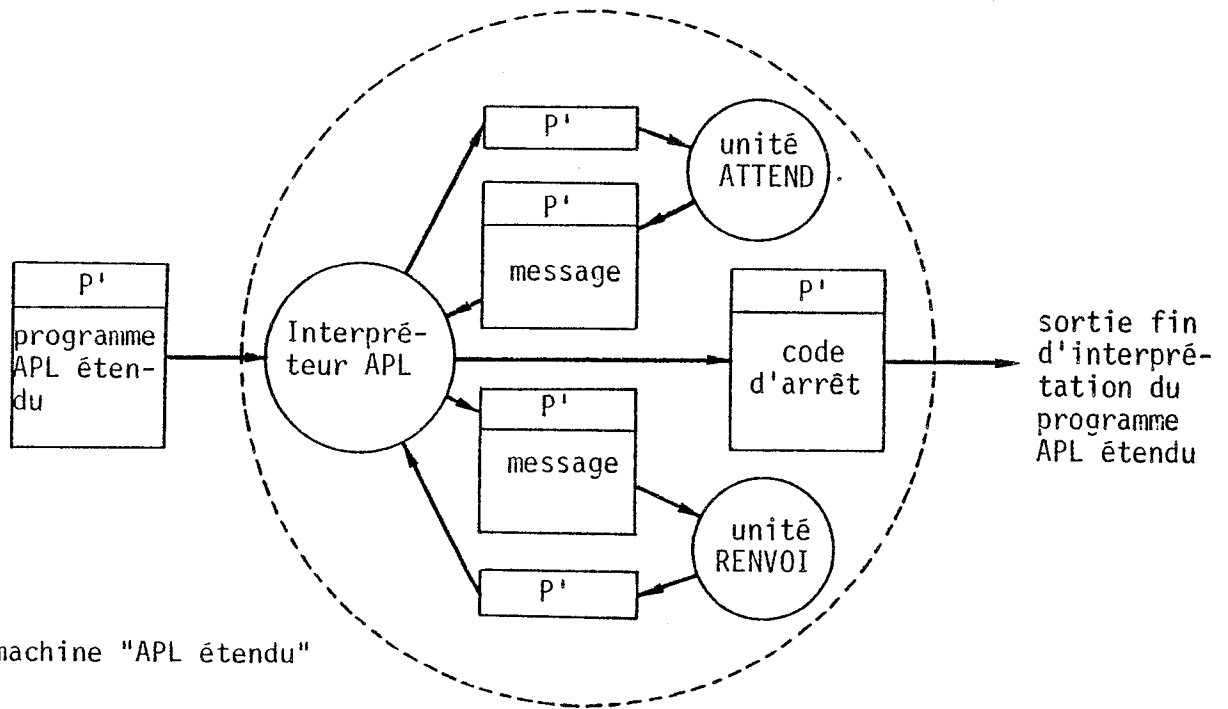 P'
unité
ATTEND
P'
message
P'
programme
APL éten-
du
Interpré-
teur APL
P'
code
d'arrêt
sortie fin
d'interpré-
tation du
programme
APL étendu
P'
message
unité
RENVOI
P'
machine "APL étendu"